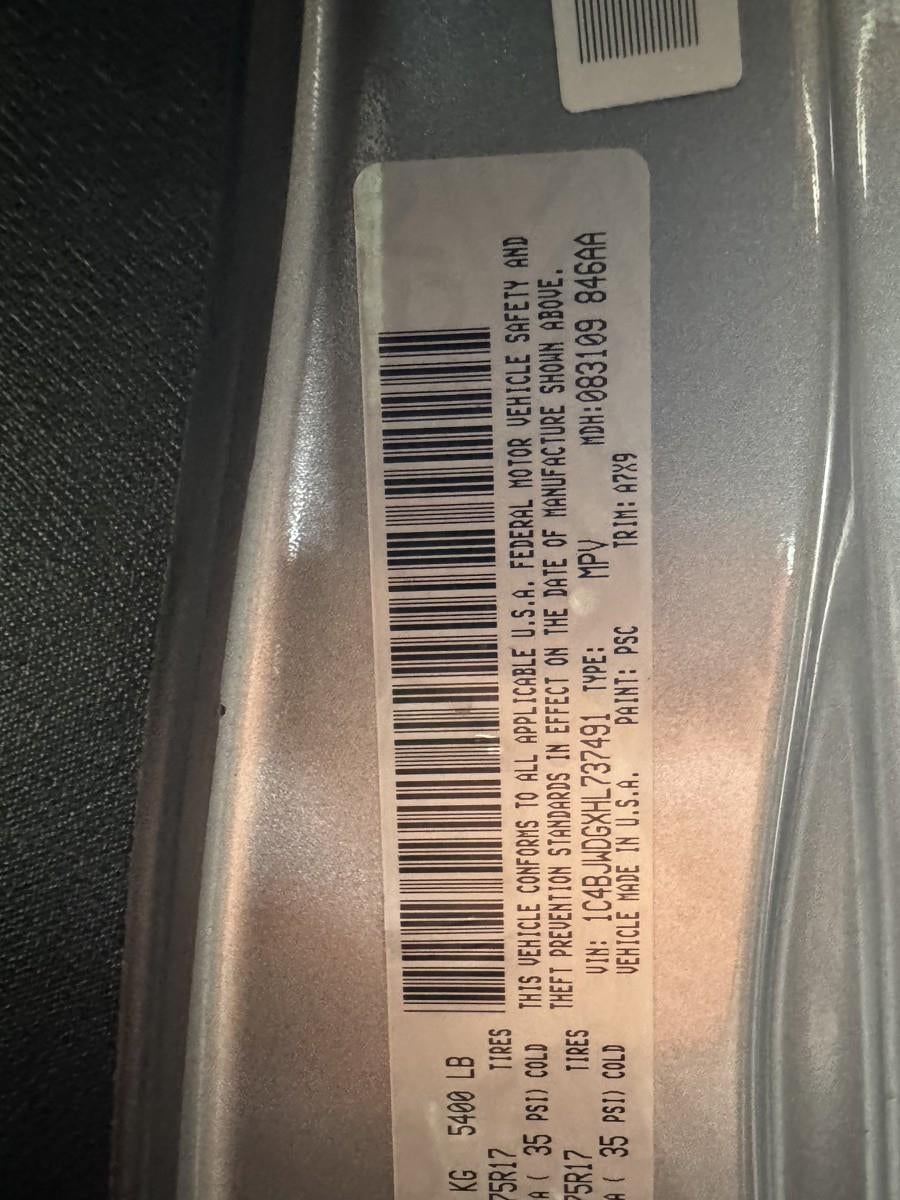 KG 5400 LB
75R17 TIRES
A ( 35 PSI) COLD
75R17 TIRES
A ( 35 PSI) COLD
THIS VEHICLE CONFORMS TO ALL APPLICABLE U.S.A. FEDERAL MOTOR VEHICLE SAFETY AND
THEFT PREVENTION STANDARDS IN EFFECT ON THE DATE OF MANUFACTURE SHOWN ABOVE.
VIN: 1C4BJWDGXHL737491 TYPE: MPV MDH:083109 846AA
VEHICLE MADE IN U.S.A. PAINT: PSC TRIM: A7X9